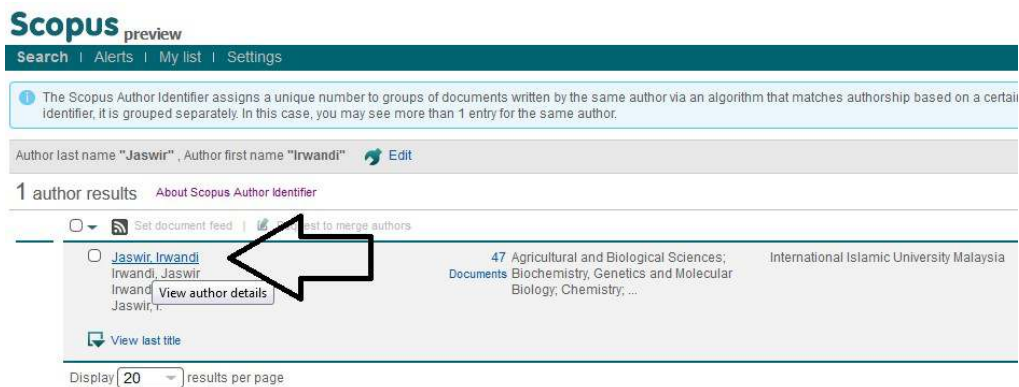 Scopus preview
Search | Alerts | My list | Settings
The Scopus Author Identifier assigns a unique number to groups of documents written by the same author via an algorithm that matches authorship based on a certain
identifier, it is grouped separately. In this case, you may see more than 1 entry for the same author.
Author last name "Jaswir" , Author first name "Irwandi" Edit
1 author results About Scopus Author Identifier
Set document feed | to merge authors
Jaswir, Irwandi 47 Agricultural and Biological Sciences; International Islamic University Malaysia
Irwandi, Jaswir Documents Biochemistry, Genetics and Molecular
Irwand View author details Biology; Chemistry; ...
Jaswir, I.
View last title
Display 20 results per page